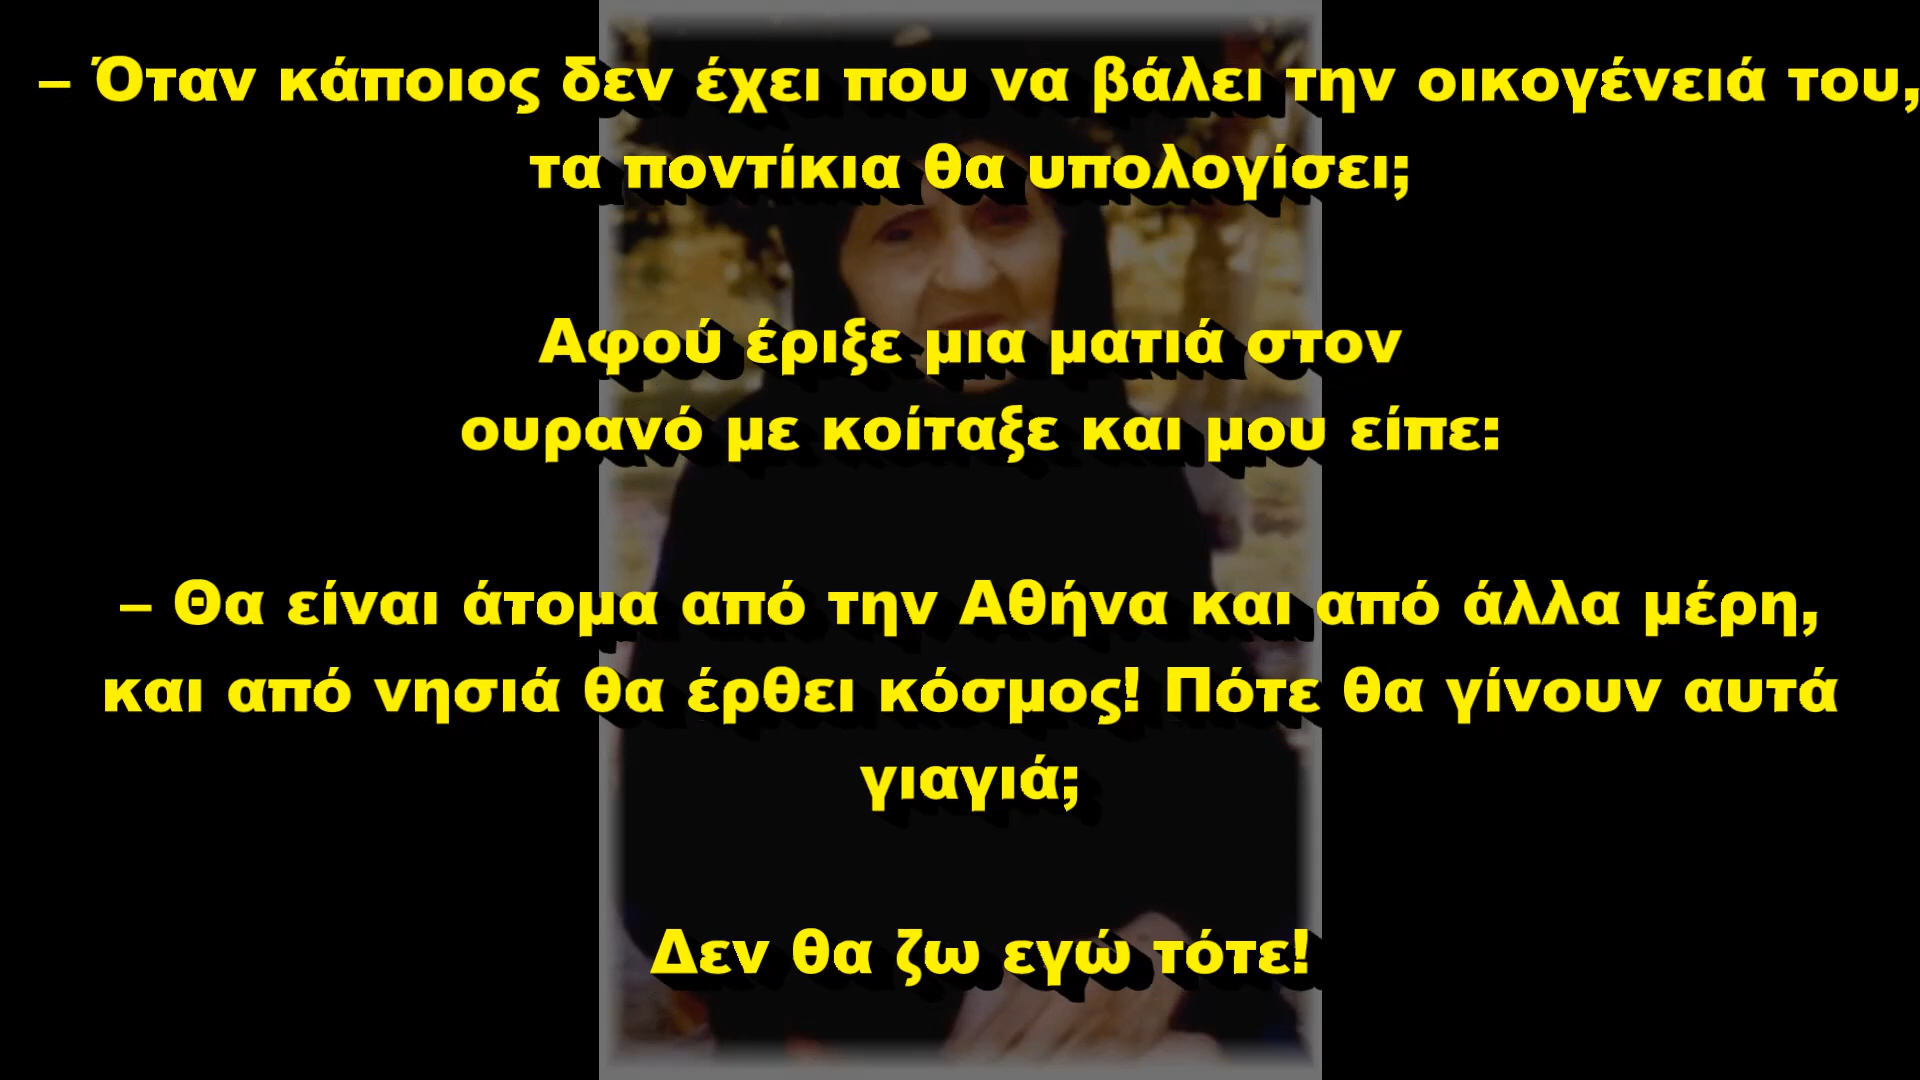 – Όταν κάποιος δεν έχει που να βάλει την οικογένειά του,
τα ποντίκια θα υπολογίσει;
Αφού έριξε μια ματιά στον
ουρανό με κοίταξε και μου είπε:
– Θα είναι άτομα από την Αθήνα και από άλλα μέρη,
και από νησιά θα έρθει κόσμος! Πότε θα γίνουν αυτά
γιαγιά;
Δεν θα ζω εγώ τότε!